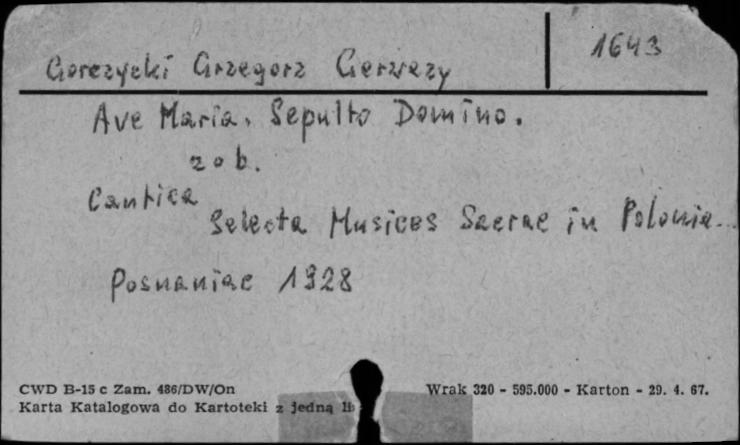 1643
Gorczycki Grzegorz Gerwazy
Ave Maria. Sepulto Domino.
zob.
Cantica
Selecta Musices Sacrae in Polonia...
Posnaniae 1928
CWD B-15 c Zam. 486/DW/On
Wrak 320 - 595.000 - Karton - 29. 4. 67.
Karta Katalogowa do Kartoteki z jedną